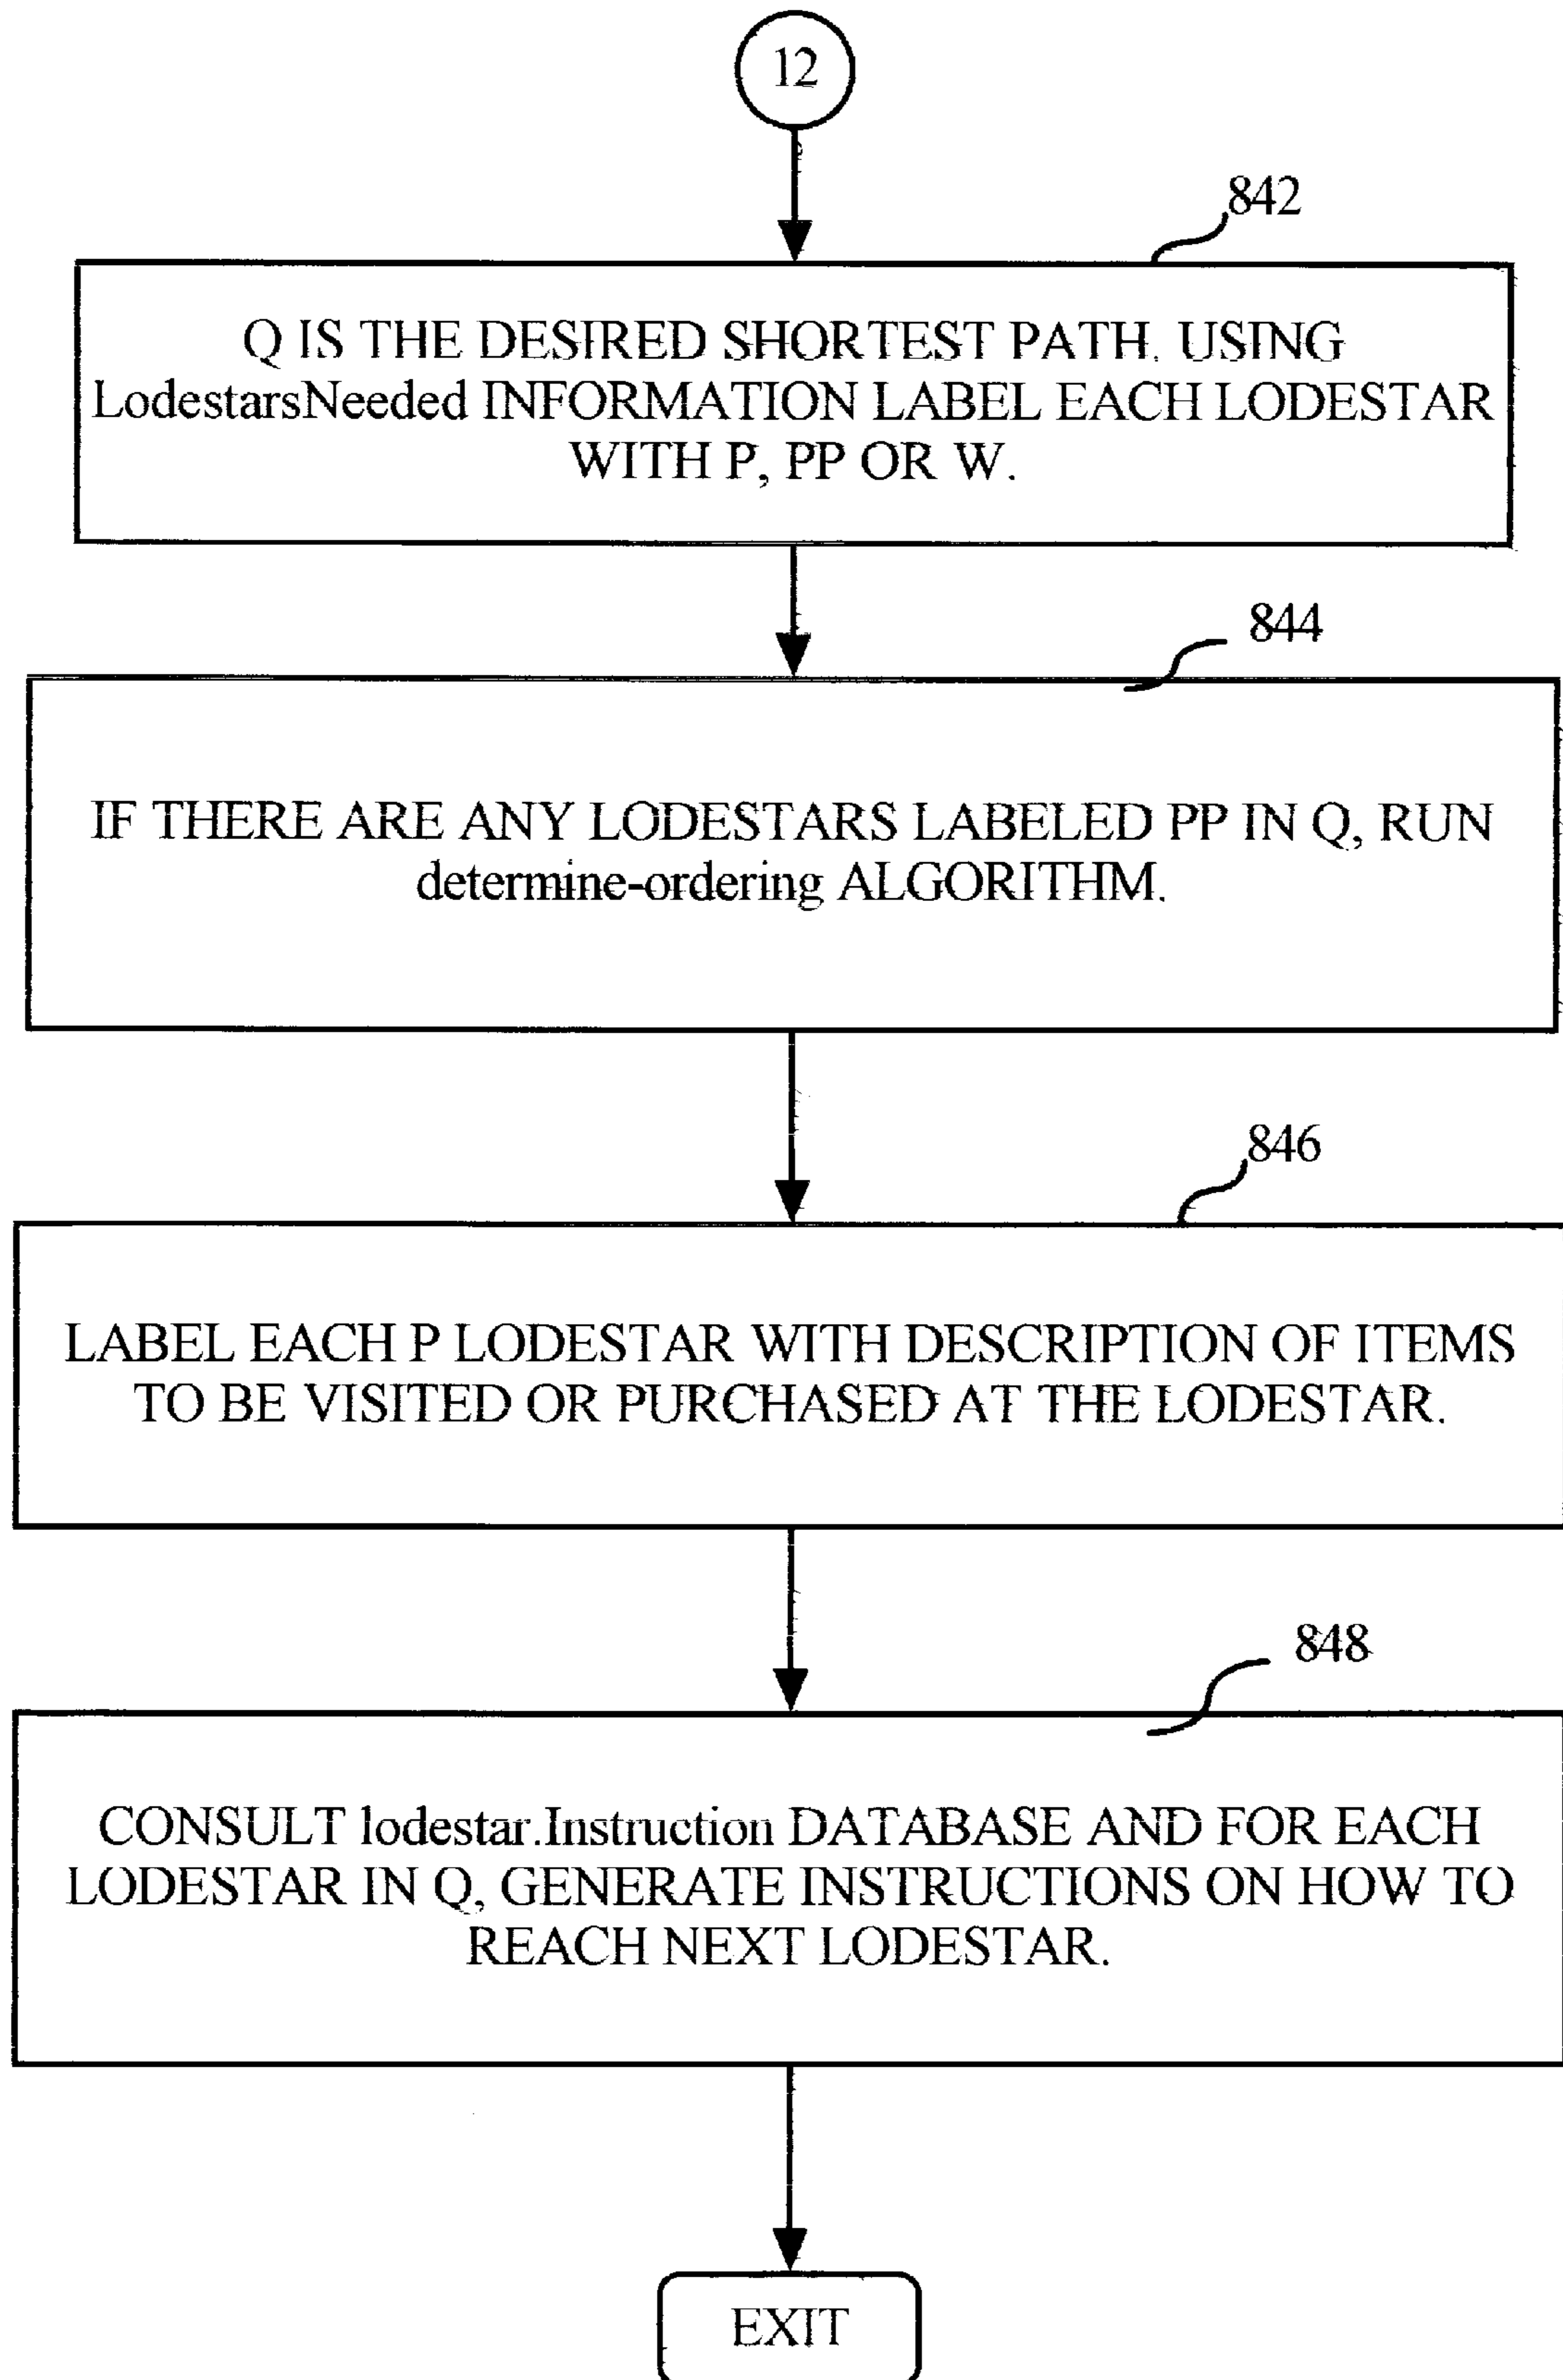 12
842
Q IS THE DESIRED SHORTEST PATH. USING
LodestarsNeeded INFORMATION LABEL EACH LODESTAR
WITH P, PP OR W.
844
IF THERE ARE ANY LODESTARS LABELED PP IN Q, RUN
determine-ordering ALGORITHM.
846
LABEL EACH P LODESTAR WITH DESCRIPTION OF ITEMS
TO BE VISITED OR PURCHASED AT THE LODESTAR.
848
CONSULT lodestar.Instruction DATABASE AND FOR EACH
LODESTAR IN Q, GENERATE INSTRUCTIONS ON HOW TO
REACH NEXT LODESTAR.
EXIT